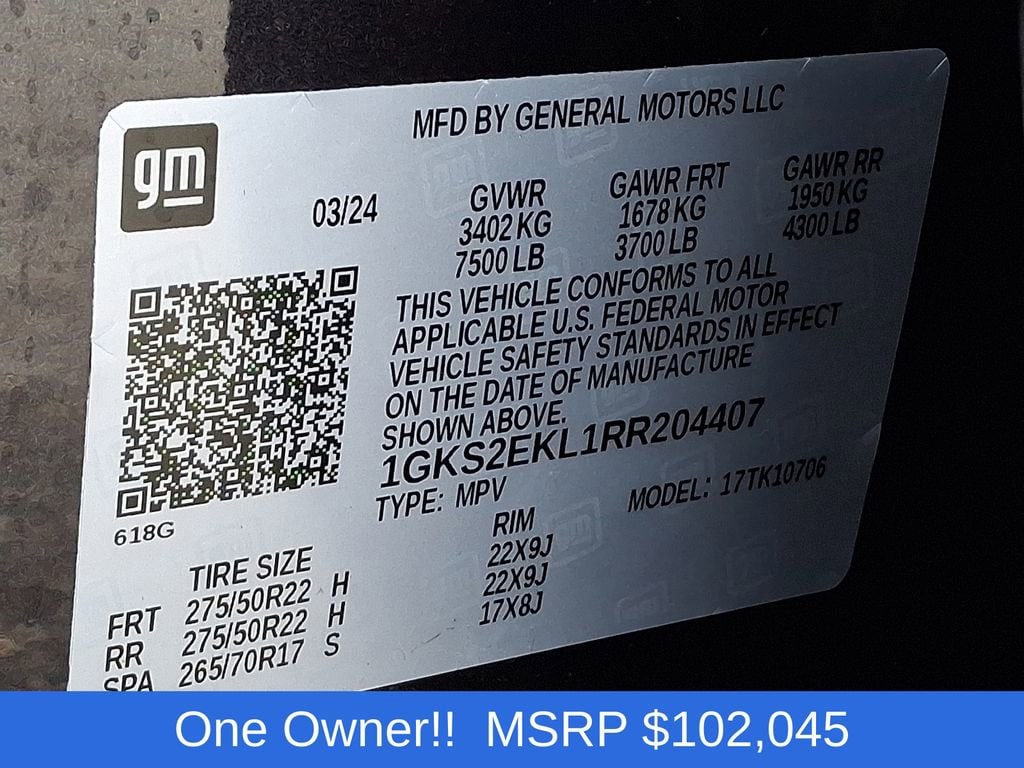 gm
MFD BY GENERAL MOTORS LLC
03/24
GVWR
3402 KG
7500 LB
GAWR FRT
1678 KG
3700 LB
GAWR RR
1950 KG
4300 LB
THIS VEHICLE CONFORMS TO ALL
APPLICABLE U.S. FEDERAL MOTOR
VEHICLE SAFETY STANDARDS IN EFFECT
ON THE DATE OF MANUFACTURE
SHOWN ABOVE.
1GKS2EKL1RR204407
TYPE: MPV
MODEL: 17TK10706
618G
TIRE SIZE
RIM
FRT 275/50R22 H 22X9J
RR 275/50R22 H 22X9J
SPA 265/70R17 S 17X8J
One Owner!! MSRP $102,045